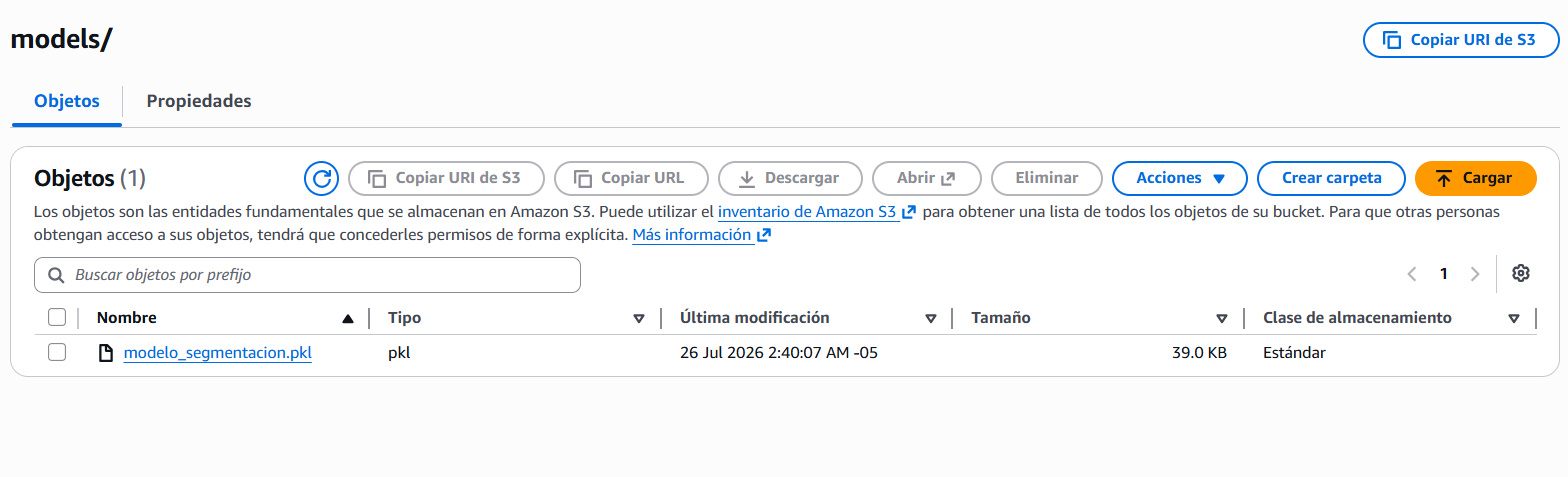 models/
Copiar URI de S3
Objetos
Propiedades
Objetos (1)
Copiar URI de S3
Copiar URL
Descargar
Abrir
Eliminar
Acciones
Crear carpeta
Cargar
Los objetos son las entidades fundamentales que se almacenan en Amazon S3. Puede utilizar el inventario de Amazon S3 para obtener una lista de todos los objetos de su bucket. Para que otras personas
obtengan acceso a sus objetos, tendrá que concederles permisos de forma explícita. Más información
Buscar objetos por prefijo
1
Nombre
Tipo
Última modificación
Tamaño
Clase de almacenamiento
modelo_segmentacion.pkl
pkl
26 Jul 2026 2:40:07 AM -05
39.0 KB
Estándar